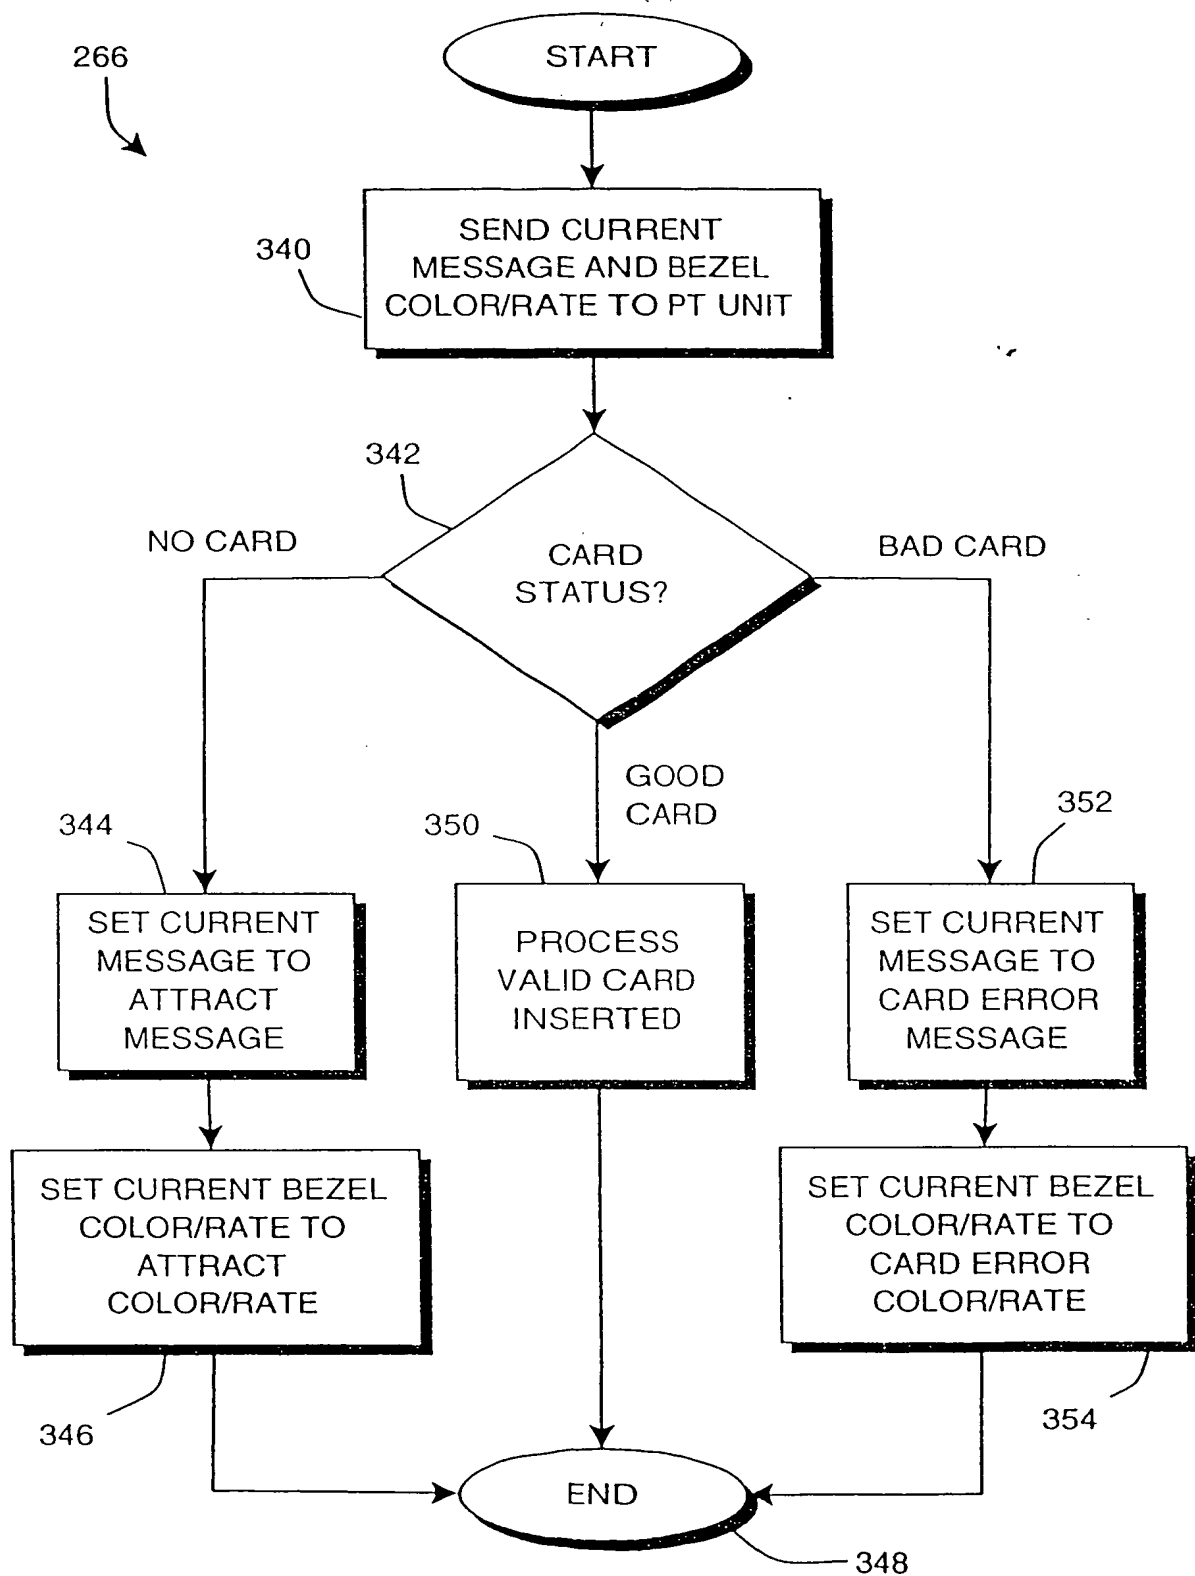 START
266
SEND CURRENT
MESSAGE AND BEZEL
COLOR/RATE TO PT UNIT
340
342
NO CARD
CARD
STATUS?
BAD CARD
GOOD
CARD
344
350
352
SET CURRENT
MESSAGE TO
ATTRACT
MESSAGE
PROCESS
VALID CARD
INSERTED
SET CURRENT
MESSAGE TO
CARD ERROR
MESSAGE
SET CURRENT BEZEL
COLOR/RATE TO
ATTRACT
COLOR/RATE
SET CURRENT BEZEL
COLOR/RATE TO
CARD ERROR
COLOR/RATE
346
354
END
348